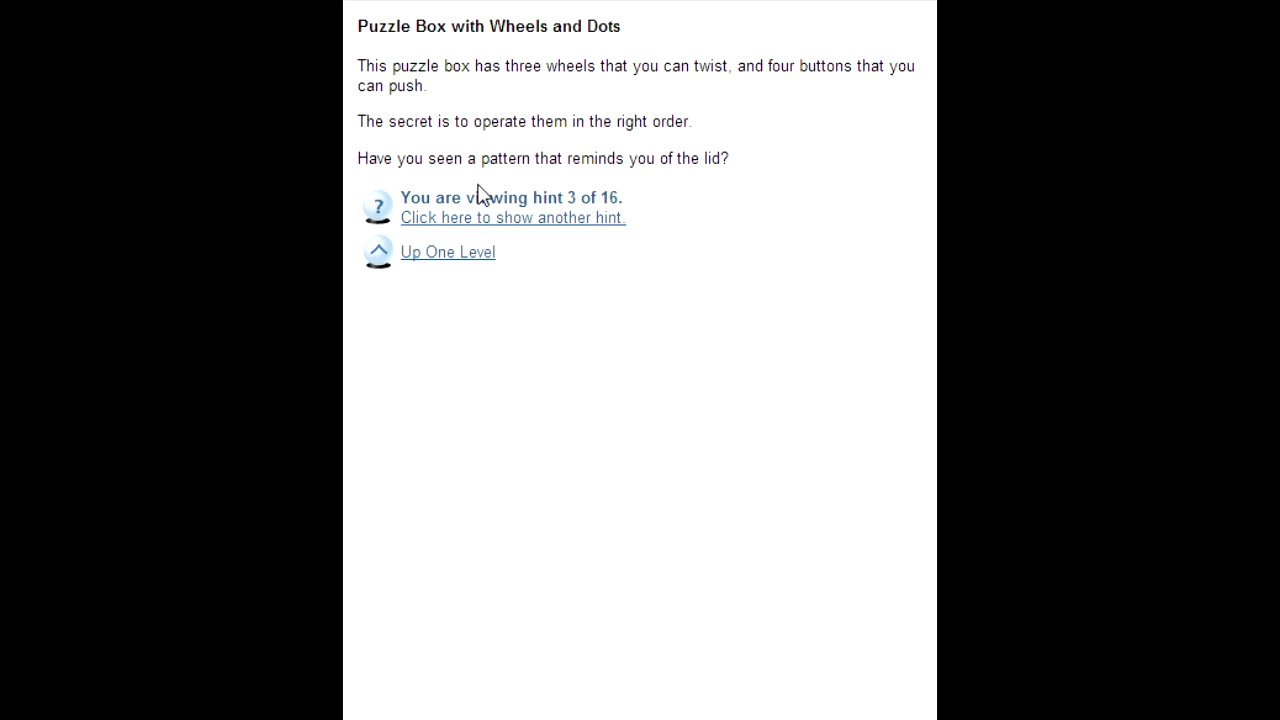 Puzzle Box with Wheels and Dots
This puzzle box has three wheels that you can twist, and four buttons that you
can push.
The secret is to operate them in the right order.
Have you seen a pattern that reminds you of the lid?
You are viewing hint 3 of 16.
Click here to show another hint.
Up One Level